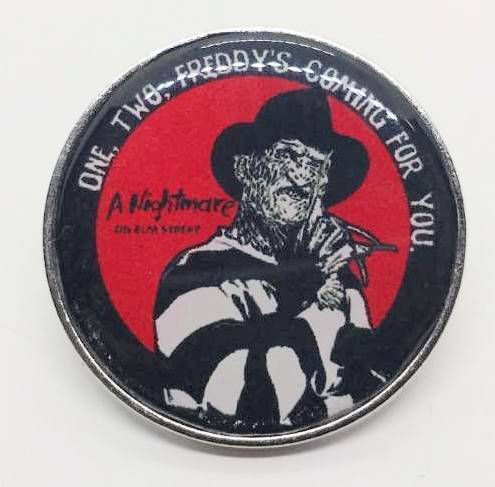 ONE, TWO, FREDDY'S COMING FOR YOU.
A Nightmare
ON ELM STREET